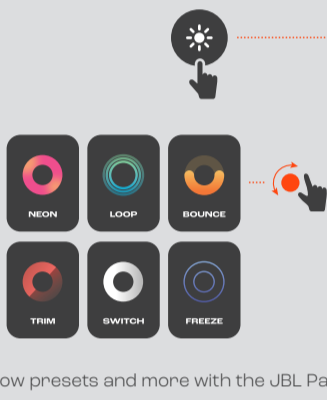 NEON LOOP BOUNCE
TRIM SWITCH FREEZE
ow presets and more with the JBL Pa